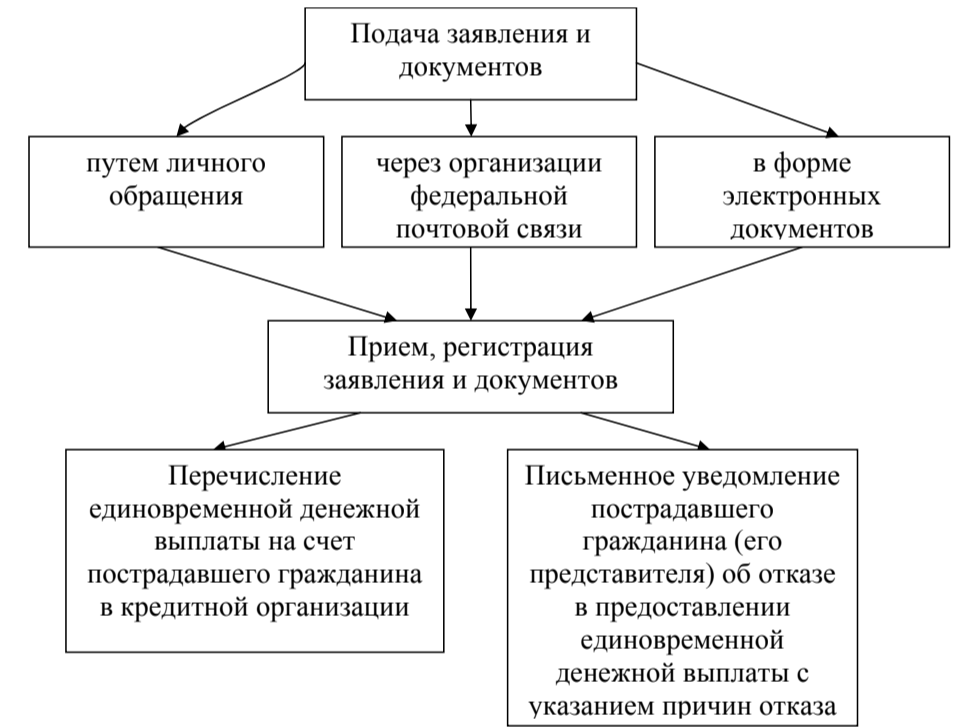 Подача заявления и
документов
путем личного
обращения
через организации
федеральной
почтовой связи
в форме
электронных
документов
Прием, регистрация
заявления и документов
Перечисление
единовременной денежной
выплаты на счет
пострадавшего гражданина
в кредитной организации
Письменное уведомление
пострадавшего
гражданина (его
представителя) об отказе
в предоставлении
единовременной
денежной выплаты с
указанием причин отказа